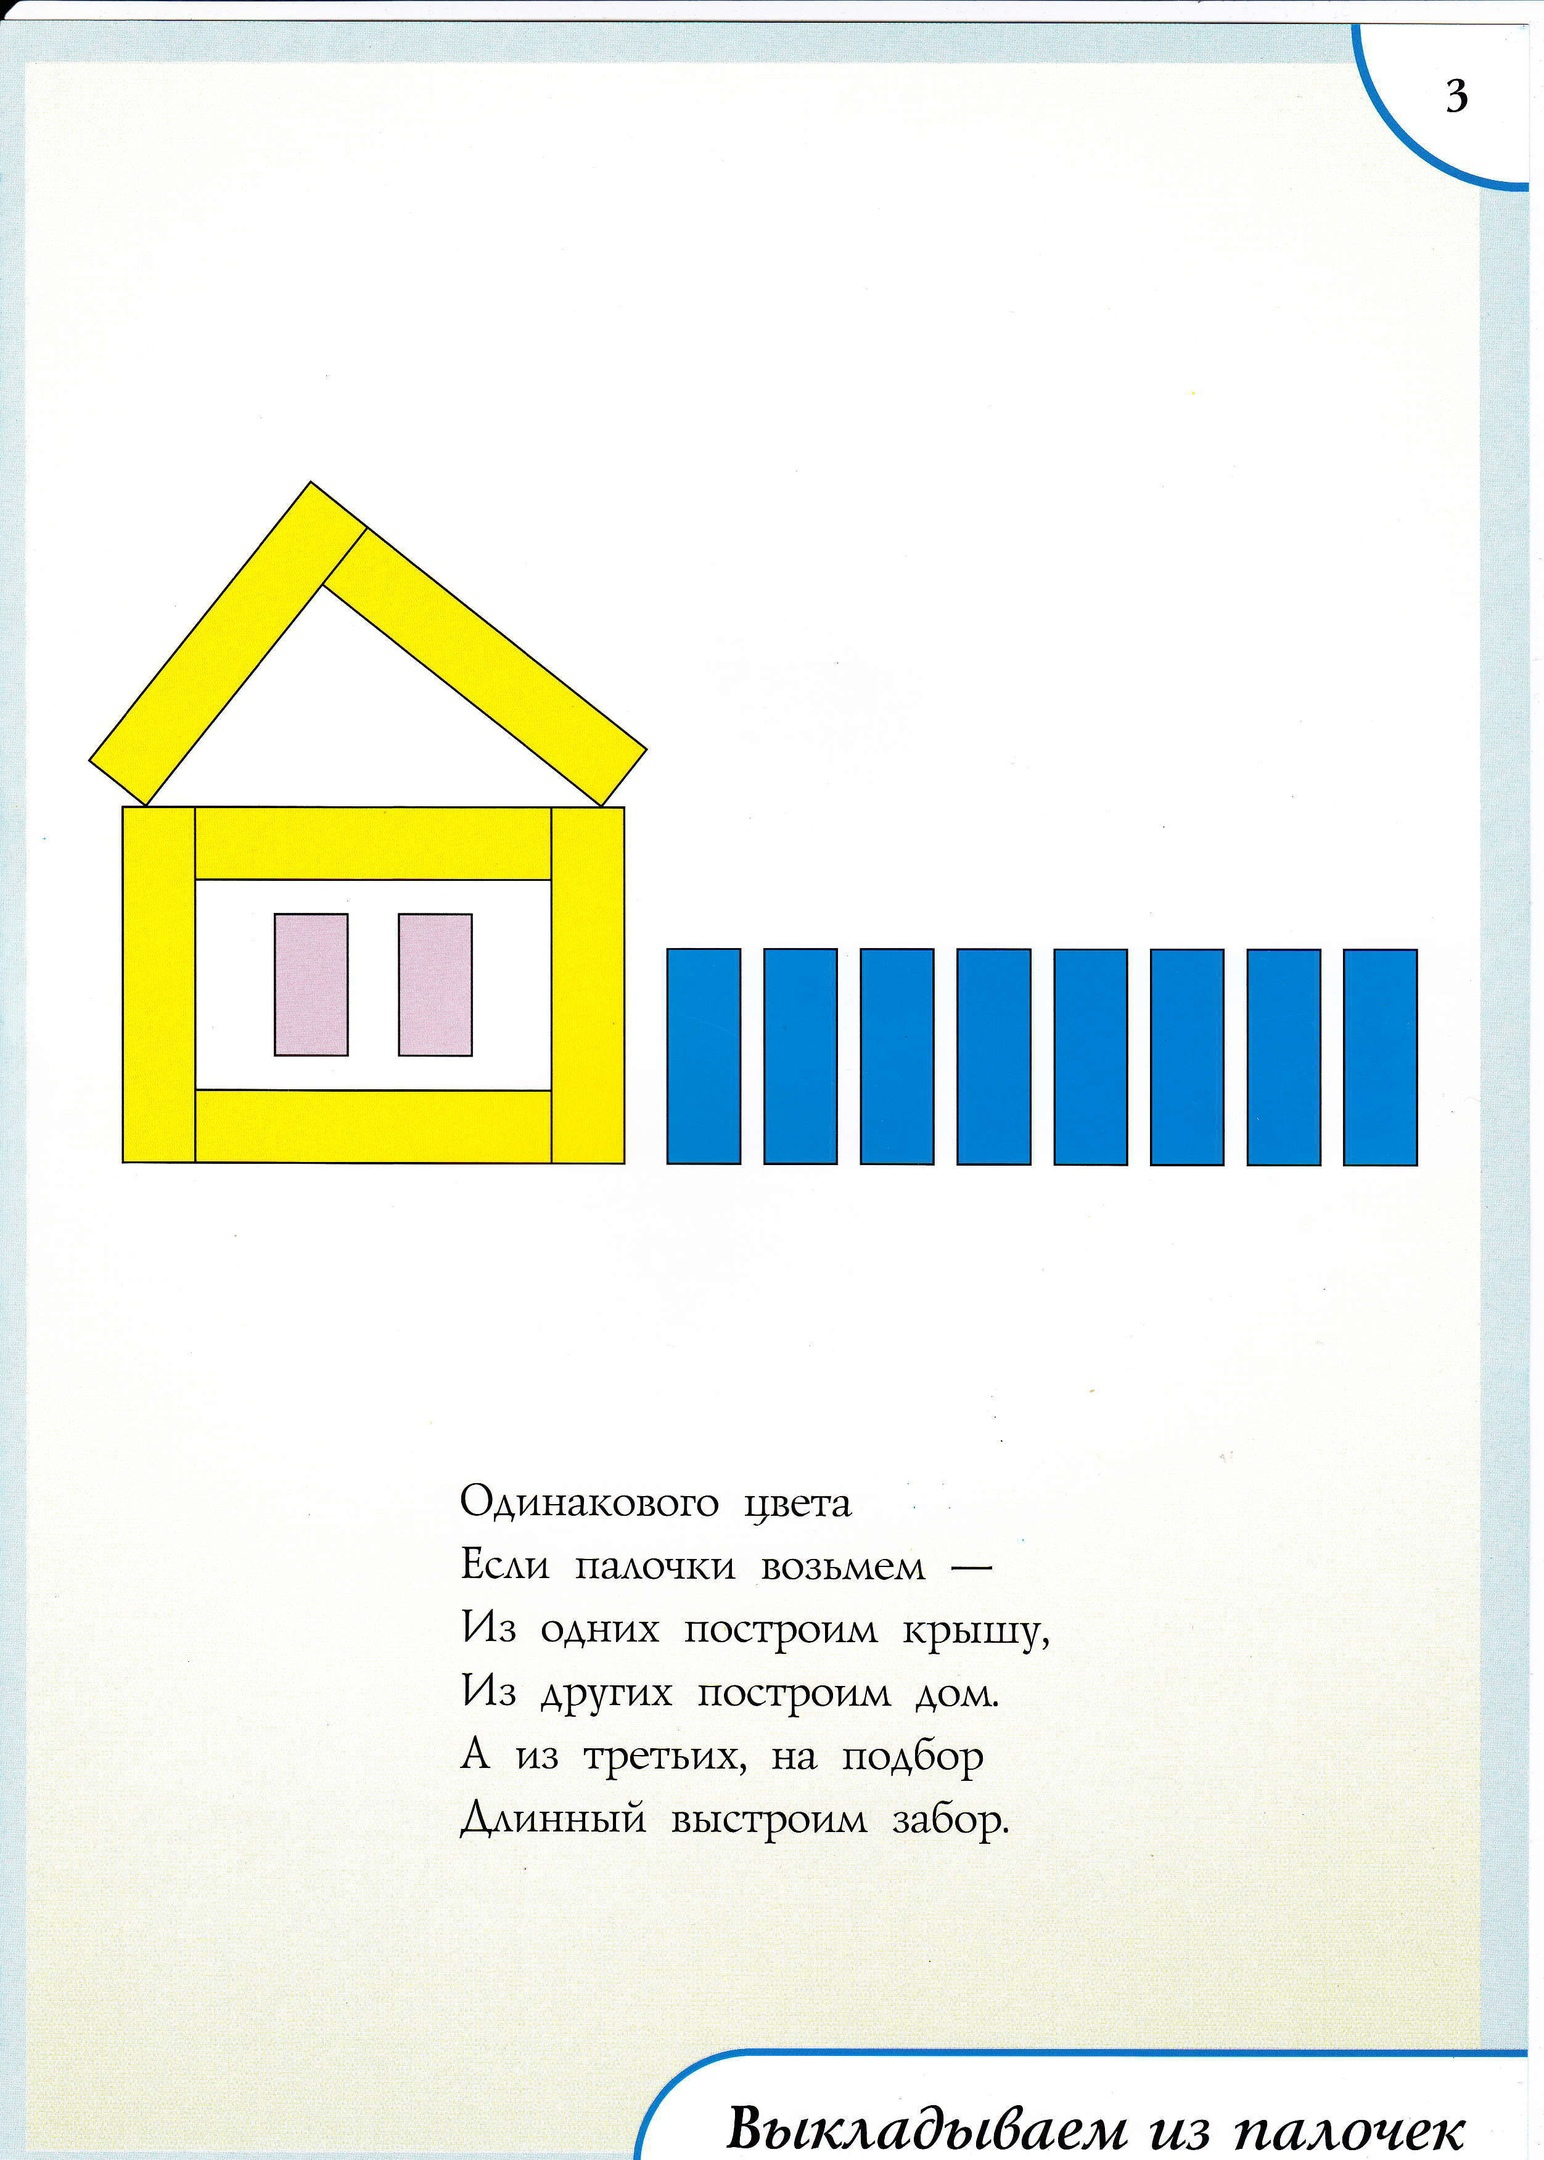 3
Одинакового цвета
Если палочки возьмем —
Из одних построим крышу,
Из других построим дом.
А из третьих, на подбор
Длинный выстроим забор.
Выкладываем из палочек